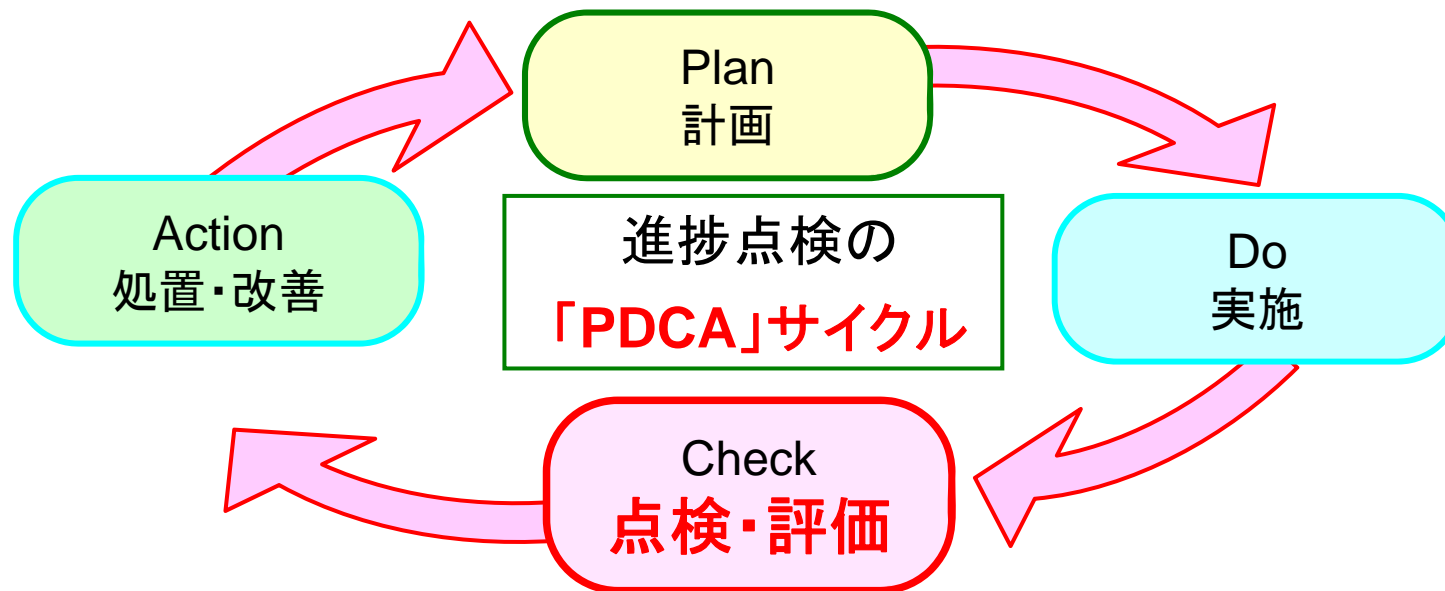 Plan
計画
Action
処置・改善
進捗点検の
「PDCA」サイクル
Do
実施
Check
点検・評価